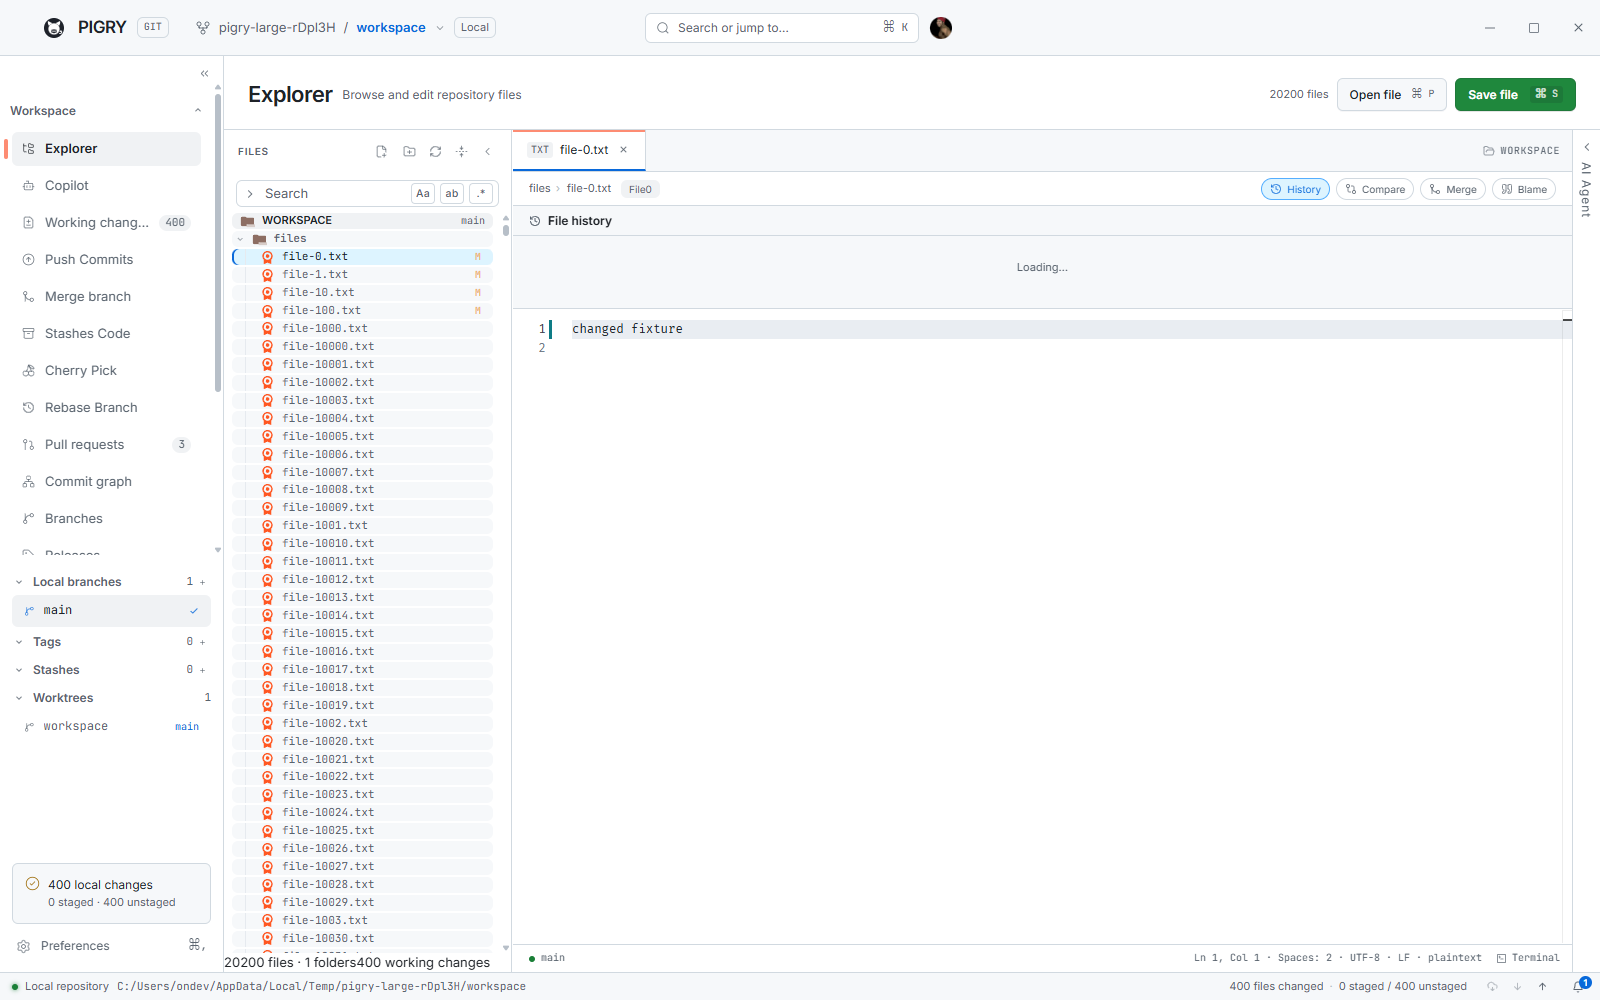 PIGRY GIT pigry-large-rDpl3H / workspace Local
Search or jump to... ⌘ K
Workspace
Explorer
Copilot
Working chang... 400
Push Commits
Merge branch
Stashes Code
Cherry Pick
Rebase Branch
Pull requests 3
Commit graph
Branches
Releases
Local branches 1 +
main
Tags 0 +
Stashes 0 +
Worktrees 1
workspace main
400 local changes
0 staged · 400 unstaged
Preferences ⌘,
Explorer Browse and edit repository files
20200 files Open file ⌘ P Save file ⌘ S
FILES
Search Aa ab .*
WORKSPACE main
files
file-0.txt M
file-1.txt M
file-10.txt M
file-100.txt M
file-1000.txt
file-10000.txt
file-10001.txt
file-10002.txt
file-10003.txt
file-10004.txt
file-10005.txt
file-10006.txt
file-10007.txt
file-10008.txt
file-10009.txt
file-1001.txt
file-10010.txt
file-10011.txt
file-10012.txt
file-10013.txt
file-10014.txt
file-10015.txt
file-10016.txt
file-10017.txt
file-10018.txt
file-10019.txt
file-1002.txt
file-10020.txt
file-10021.txt
file-10022.txt
file-10023.txt
file-10024.txt
file-10025.txt
file-10026.txt
file-10027.txt
file-10028.txt
file-10029.txt
file-1003.txt
file-10030.txt
20200 files · 1 folders400 working changes
TXT file-0.txt ×
WORKSPACE
files › file-0.txt File0
History Compare Merge Blame
File history
Loading...
1 changed fixture
2
AI Agent
main
Ln 1, Col 1 · Spaces: 2 · UTF-8 · LF · plaintext Terminal
Local repository C:/Users/ondev/AppData/Local/Temp/pigry-large-rDpl3H/workspace
400 files changed · 0 staged / 400 unstaged 1